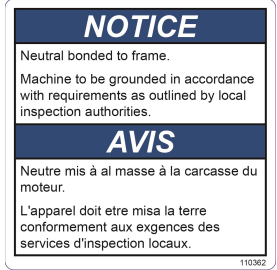 NOTICE
Neutral bonded to frame.
Machine to be grounded in accordance
with requirements as outlined by local
inspection authorities.
AVIS
Neutre mis à al masse à la carcasse du
moteur.
L'appareil doit etre misa la terre
conformement aux exgences des
services d'inspection locaux.
110362